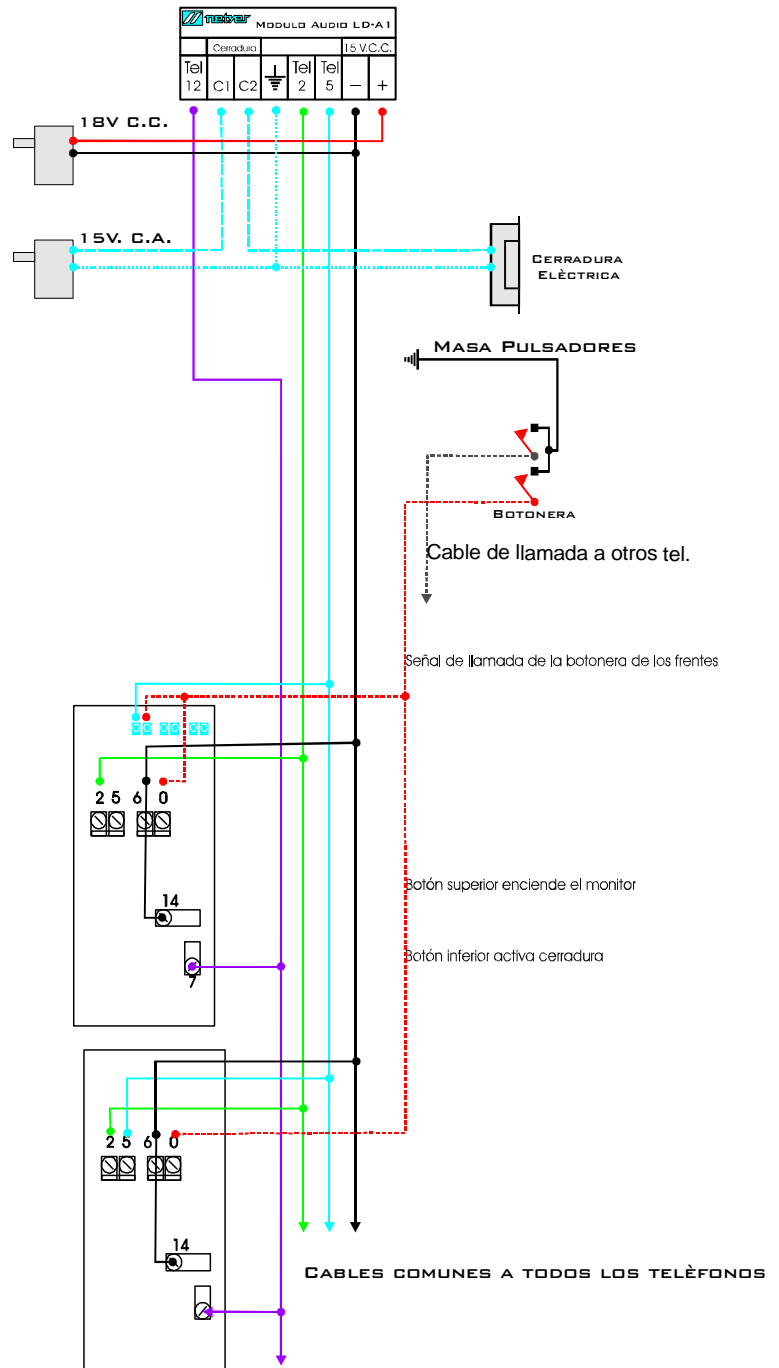 netyer MODULO AUDIO LD-A1
Cerradura 15 V.C.C.
Tel 12 C1 C2 Tel 2 Tel 5 − +
18V C.C.
15V. C.A.
CERRADURA
ELÈCTRICA
MASA PULSADORES
BOTONERA
Cable de llamada a otros tel.
Señal de llamada de la botonera de los frentes
2 5 6 0
Botón superior enciende el monitor
14
Botón inferior activa cerradura
7
2 5 6 0
14
CABLES COMUNES A TODOS LOS TELÈFONOS